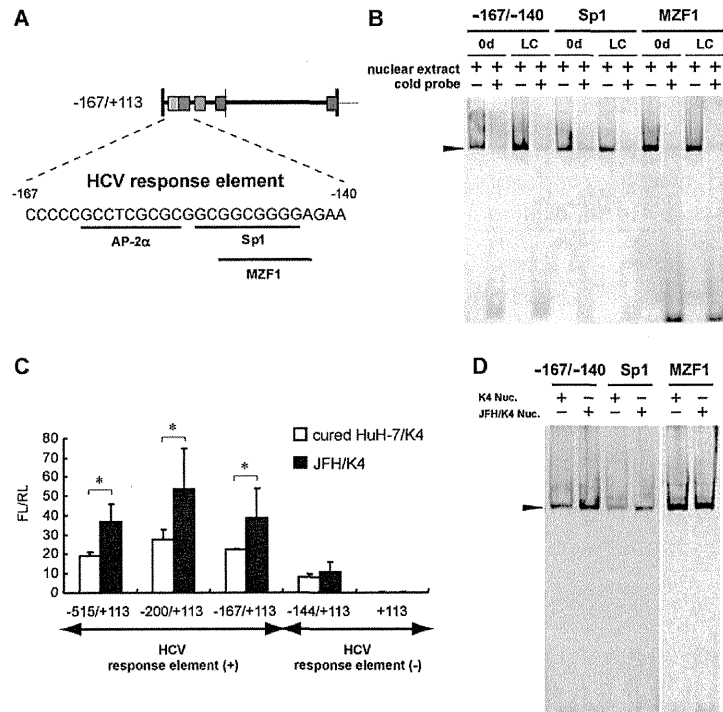 A
-167/+113
-167
HCV response element
-140
CCCCCGCCTCGCGCGGCGGCGGGGAGAA
AP-2α
Sp1
MZF1
B
-167/-140 Sp1 MZF1
0d LC 0d LC 0d LC
nuclear extract + + + + + + + + + + + +
cold probe − + − + − + − + − + − +
C
cured HuH-7/K4
JFH/K4
* * *
FL/RL
80
70
60
50
40
30
20
10
0
-515/+113 -200/+113 -167/+113 -144/+113 +113
HCV
response element (+)
HCV
response element (-)
D
-167/-140 Sp1 MZF1
K4 Nuc. + − + − + −
JFH/K4 Nuc. − + − + − +